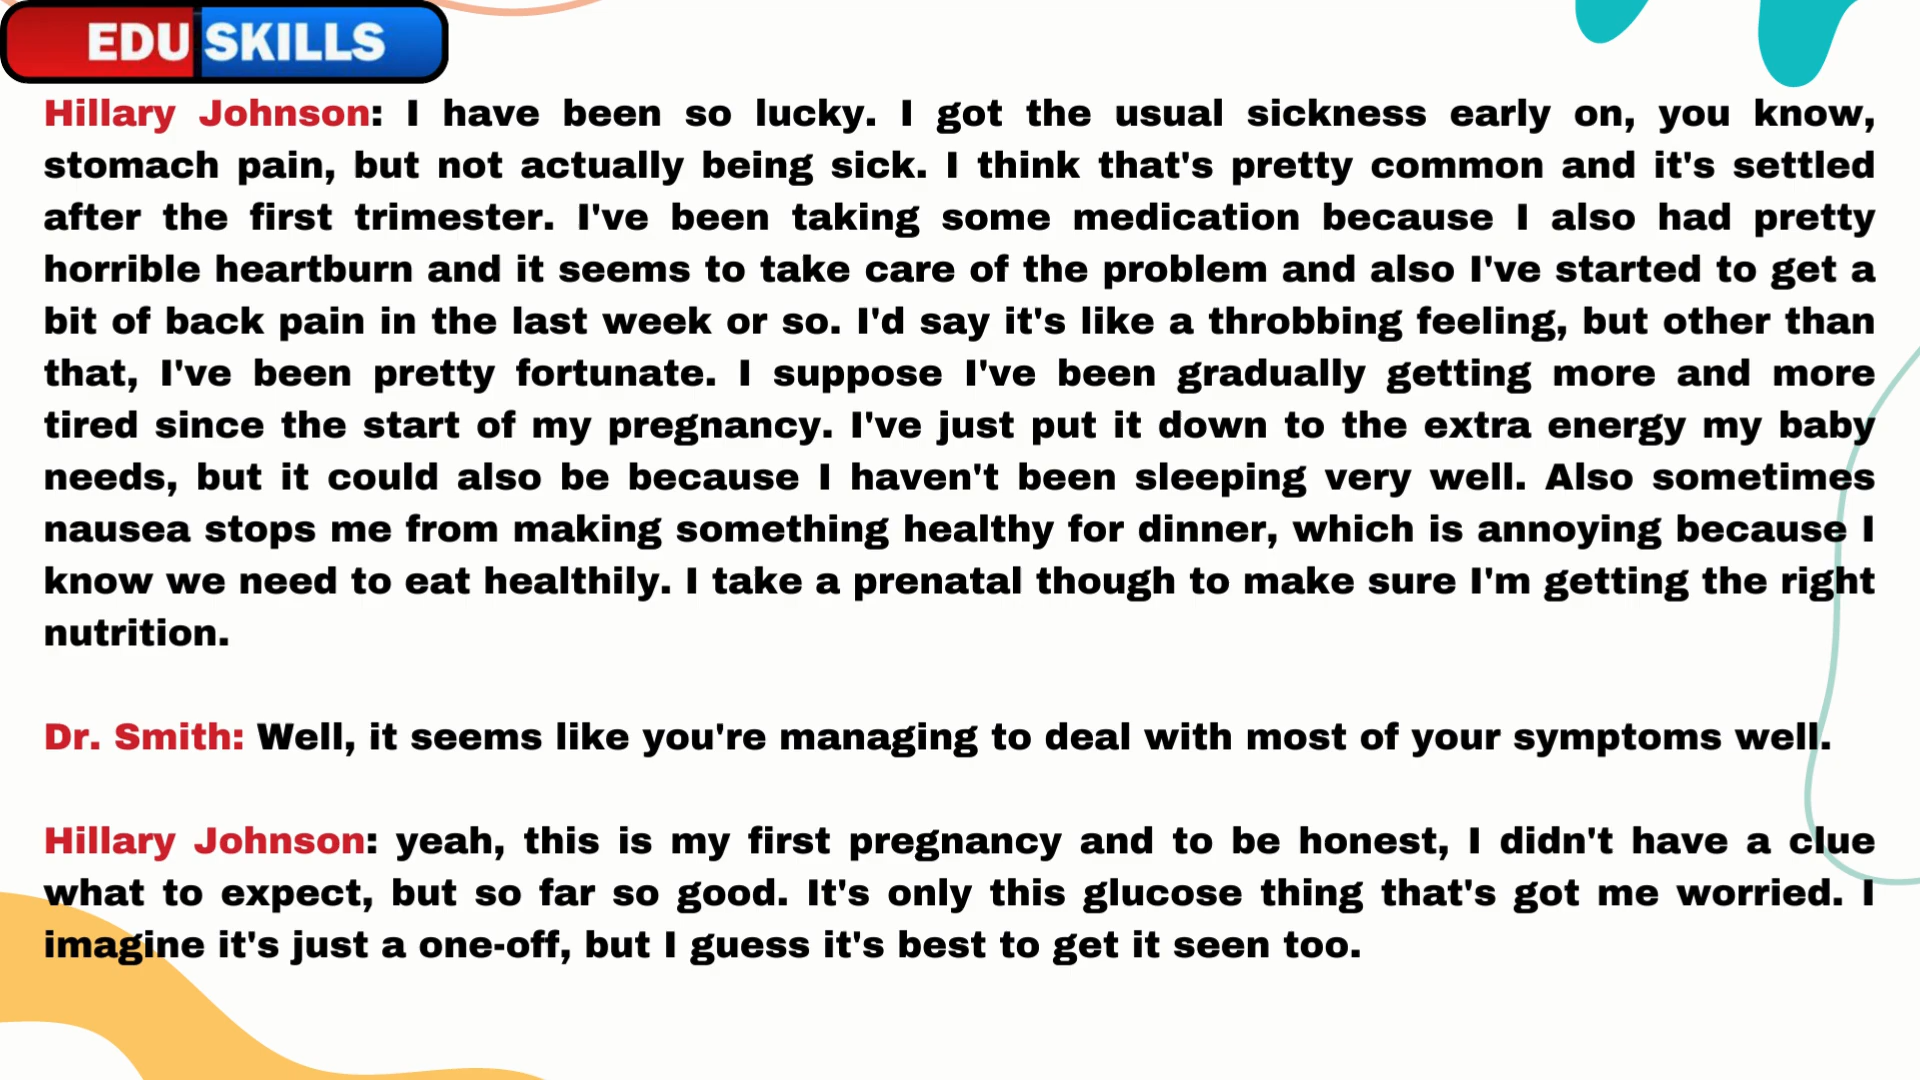 EDU SKILLS
Hillary Johnson: I have been so lucky. I got the usual sickness early on, you know,
stomach pain, but not actually being sick. I think that's pretty common and it's settled
after the first trimester. I've been taking some medication because I also had pretty
horrible heartburn and it seems to take care of the problem and also I've started to get a
bit of back pain in the last week or so. I'd say it's like a throbbing feeling, but other than
that, I've been pretty fortunate. I suppose I've been gradually getting more and more
tired since the start of my pregnancy. I've just put it down to the extra energy my baby
needs, but it could also be because I haven't been sleeping very well. Also sometimes
nausea stops me from making something healthy for dinner, which is annoying because I
know we need to eat healthily. I take a prenatal though to make sure I'm getting the right
nutrition.
Dr. Smith: Well, it seems like you're managing to deal with most of your symptoms well.
Hillary Johnson: yeah, this is my first pregnancy and to be honest, I didn't have a clue
what to expect, but so far so good. It's only this glucose thing that's got me worried. I
imagine it's just a one-off, but I guess it's best to get it seen too.